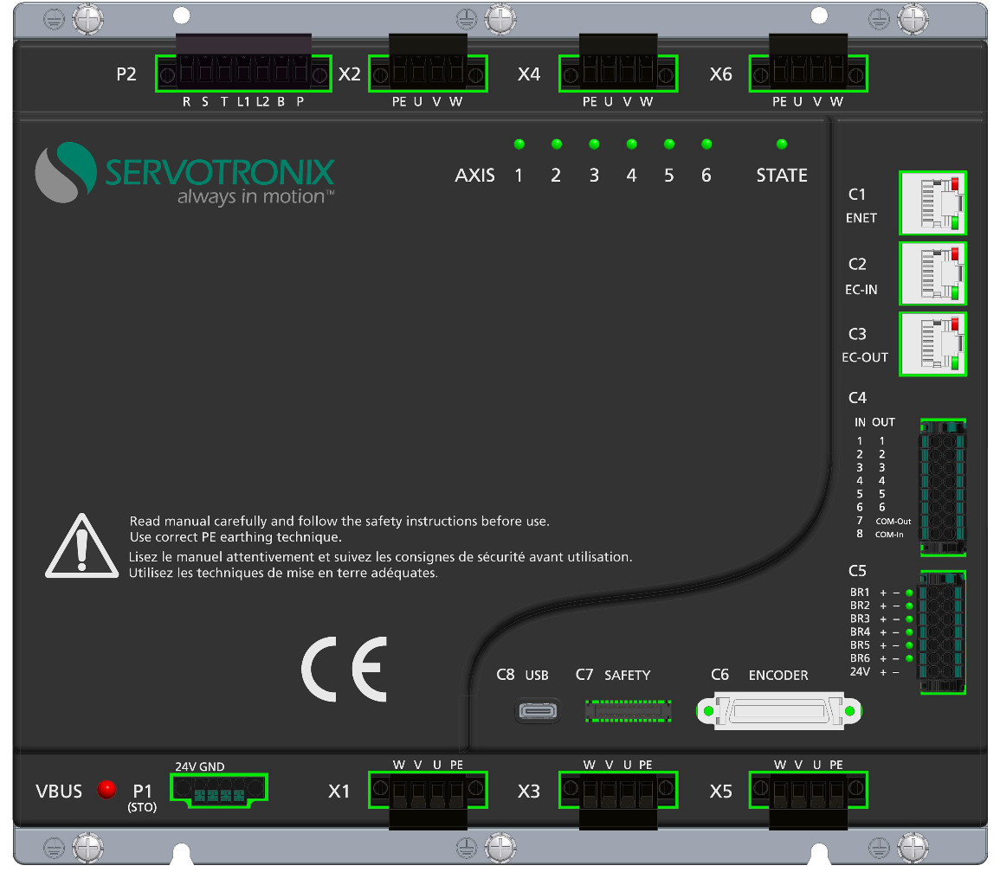 P2 X2 X4 X6
R S T L1 L2 B P PE U V W PE U V W PE U V W
SERVOTRONIX
always in motion™
AXIS 1 2 3 4 5 6 STATE
C1
ENET
C2
EC-IN
C3
EC-OUT
C4
IN OUT
1 1
2 2
3 3
4 4
5 5
6 6
7 COM-Out
8 COM-In
Read manual carefully and follow the safety instructions before use.
Use correct PE earthing technique.
Lisez le manuel attentivement et suivez les consignes de sécurité avant utilisation.
Utilisez les techniques de mise en terre adéquates.
C5
BR1 + −
BR2 + −
BR3 + −
BR4 + −
BR5 + −
BR6 + −
24V + −
CE
C8 USB C7 SAFETY C6 ENCODER
24V GND W V U PE W V U PE W V U PE
VBUS P1 X1 X3 X5
(STO)